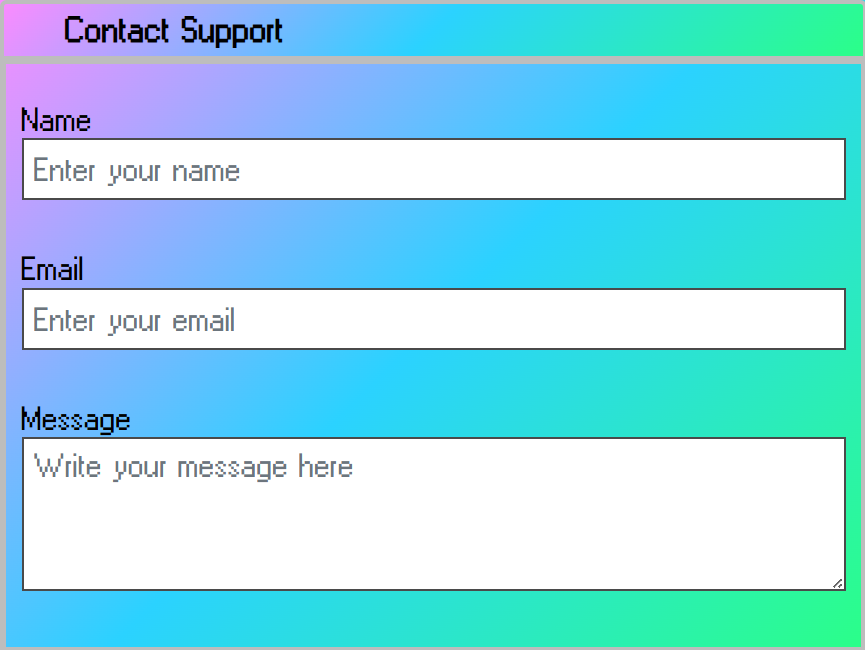 Contact Support
Name
Enter your name
Email
Enter your email
Message
Write your message here